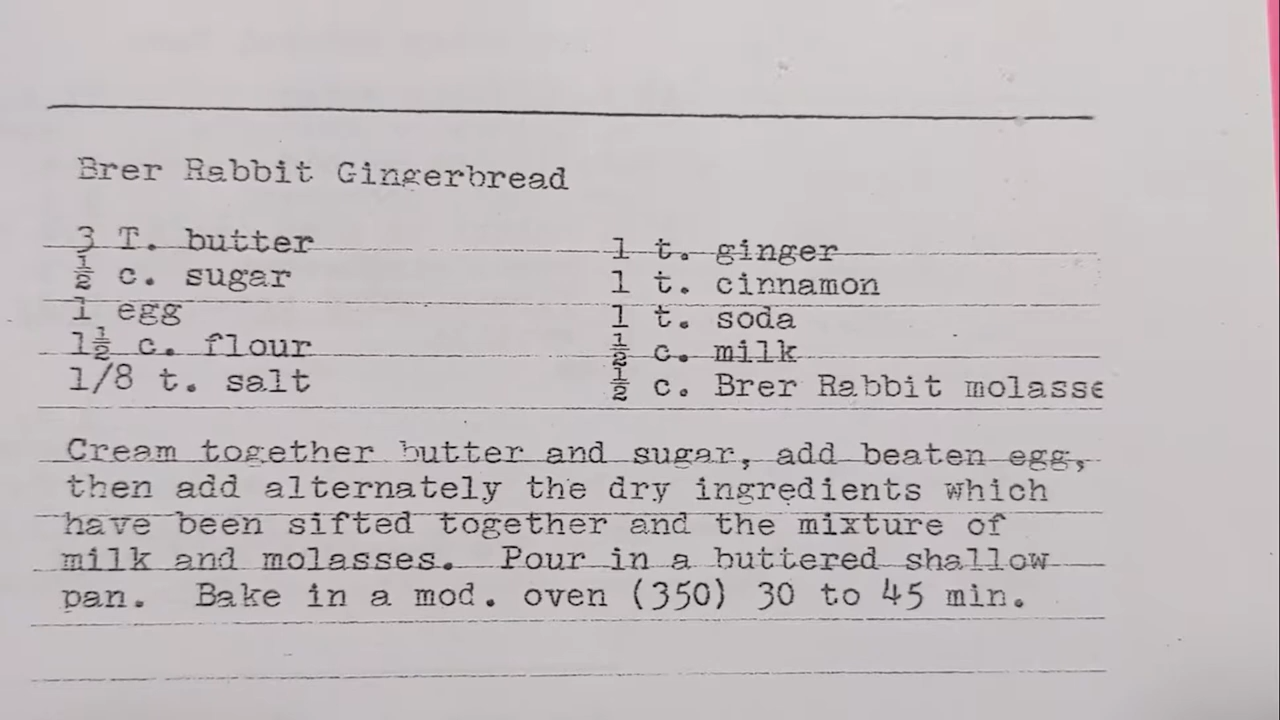 Brer Rabbit Gingerbread
3 T. butter
½ c. sugar
1 egg
1½ c. flour
1/8 t. salt
1 t. ginger
1 t. cinnamon
1 t. soda
½ c. milk
½ c. Brer Rabbit molasse
Cream together butter and sugar, add beaten egg,
then add alternately the dry ingredients which
have been sifted together and the mixture of
milk and molasses. Pour in a buttered shallow
pan. Bake in a mod. oven (350) 30 to 45 min.